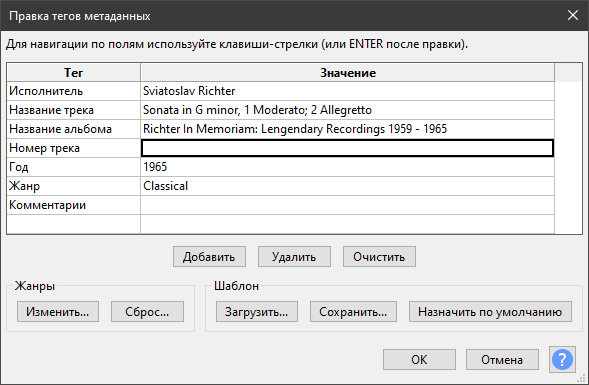 Правка тегов метаданных
Для навигации по полям используйте клавиши-стрелки (или ENTER после правки).
Тег Значение
Исполнитель Sviatoslav Richter
Название трека Sonata in G minor, 1 Moderato; 2 Allegretto
Название альбома Richter In Memoriam: Lengendary Recordings 1959 - 1965
Номер трека
Год 1965
Жанр Classical
Комментарии
Добавить Удалить Очистить
Жанры Шаблон
Изменить... Сброс... Загрузить... Сохранить... Назначить по умолчанию
OK Отмена ?